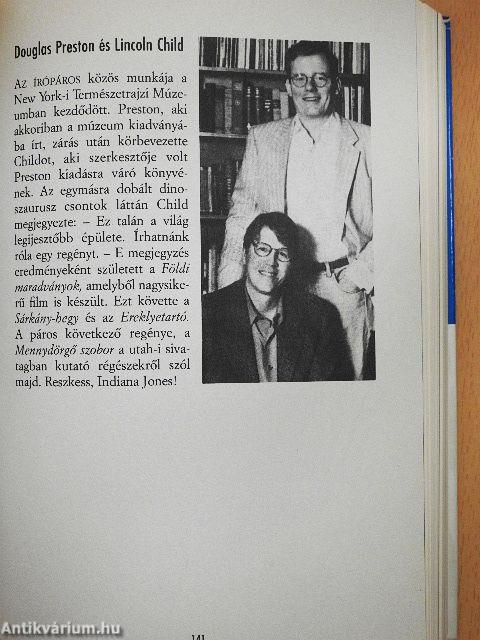 Douglas Preston és Lincoln Child
AZ ÍRÓPÁROS közös munkája a
New York-i Természetrajzi Múze-
umban kezdődött. Preston, aki
akkoriban a múzeum kiadványá-
ba írt, zárás után körbevezette
Childot, aki szerkesztője volt
Preston kiadásra váró könyvé-
nek. Az egymásra dobált dino-
szaurusz csontok láttán Child
megjegyezte: – Ez talán a világ
legijesztőbb épülete. Írhatnánk
róla egy regényt. – E megjegyzés
eredményeként született a Földi
maradványok, amelyből nagysike-
rű film is készült. Ezt követte a
Sárkány-hegy és az Ereklyetartó.
A páros következő regénye, a
Mennydörgő szobor a utah-i siva-
tagban kutató régészekről szól
majd. Reszkess, Indiana Jones!
141
Antikvárium.hu